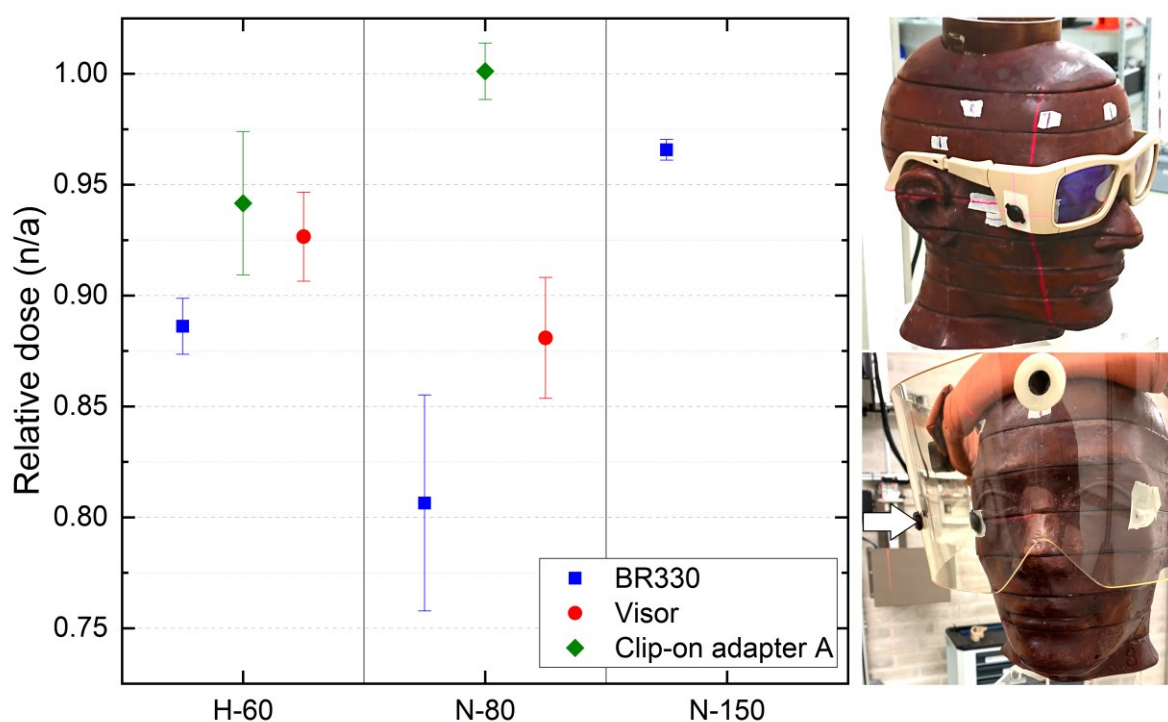 Relative dose (n/a)
1.00
0.95
0.90
0.85
0.80
0.75
BR330
Visor
Clip-on adapter A
H-60
N-80
N-150